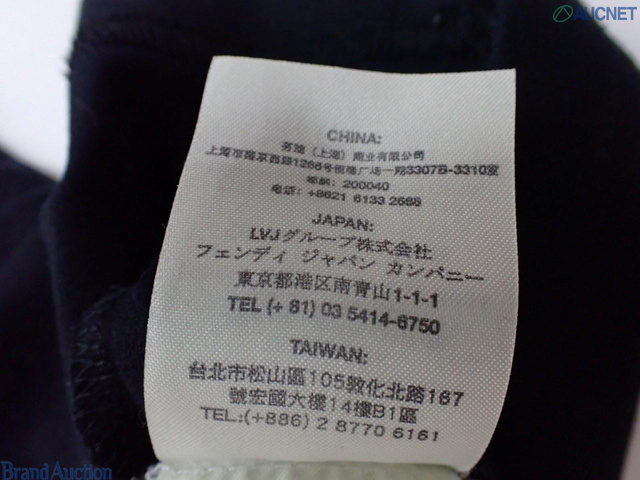 AUCNET
CHINA:
芬迪（上海）商业有限公司
上海市南京西路1266号恒隆广场一期3307B-3310室
邮编：200040
电话：+8621 6133 2688
JAPAN:
LVJグループ株式会社
フェンディ ジャパン カンパニー
東京都港区南青山1-1-1
TEL (+ 81) 03 5414-6750
TAIWAN:
台北市松山區105敦化北路167
號宏國大樓14樓B1區
TEL:(+886) 2 8770 6161
Brand Auction